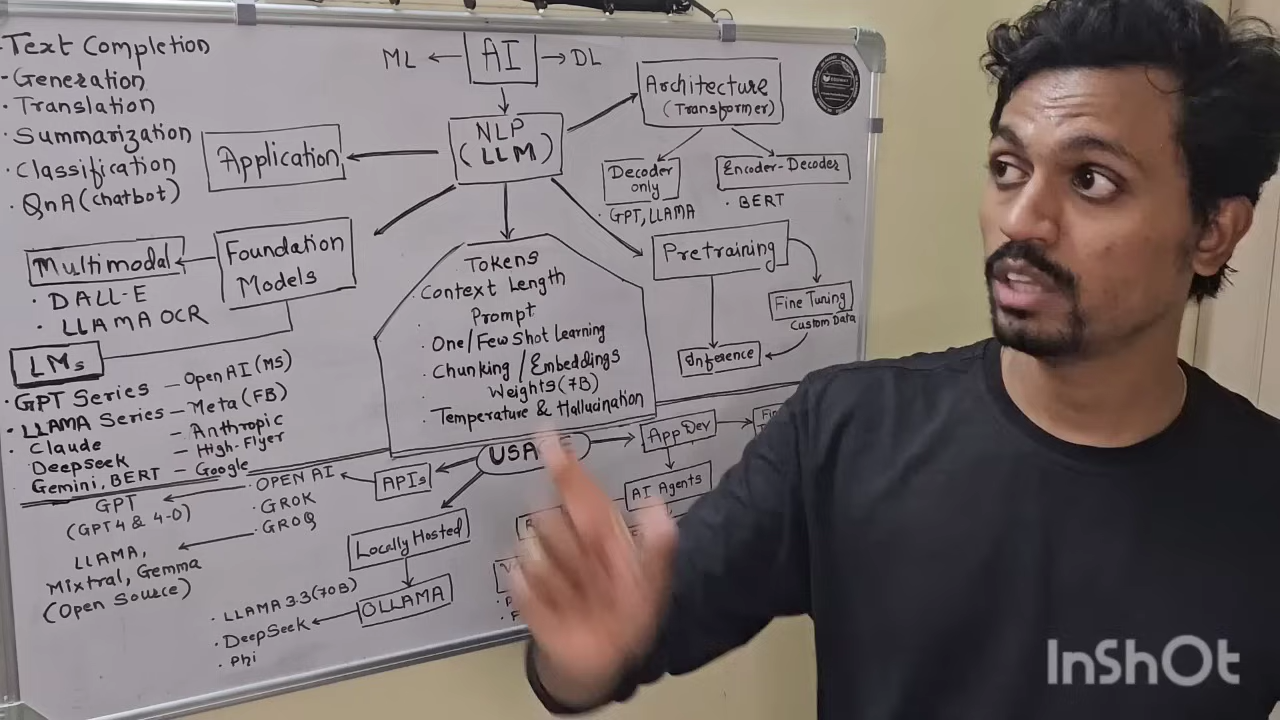 Text Completion
- Generation
· Translation
· Summarization
· Classification
· QnA (chatbot)
Application
ML
AI
DL
NLP
(LLM)
Architecture
(Transformer)
Decoder
only
· GPT, LLAMA
Encoder-Decoder
· BERT
Pretraining
Fine Tuning
Custom Data
Inference
Foundation
Models
Multimodal
· DALL-E
· LLAMA OCR
LMs
· GPT Series - OpenAI (MS)
· LLAMA Series - Meta (FB)
· Claude - Anthropic
DeepSeek - High-Flyer
Gemini, BERT - Google
Tokens
· Context Length
Prompt
· One/Few Shot Learning
· Chunking / Embeddings
· Weights (7B)
· Temperature & Hallucination
APIs
· OPEN AI
· GROK
· GROQ
GPT
(GPT4 & 4-O)
LLAMA,
Mixtral, Gemma
(Open Source)
Locally Hosted
OLLAMA
· LLAMA 3.3 (70B)
· DeepSeek
· Phi
App Dev
AI Agents
InShOt